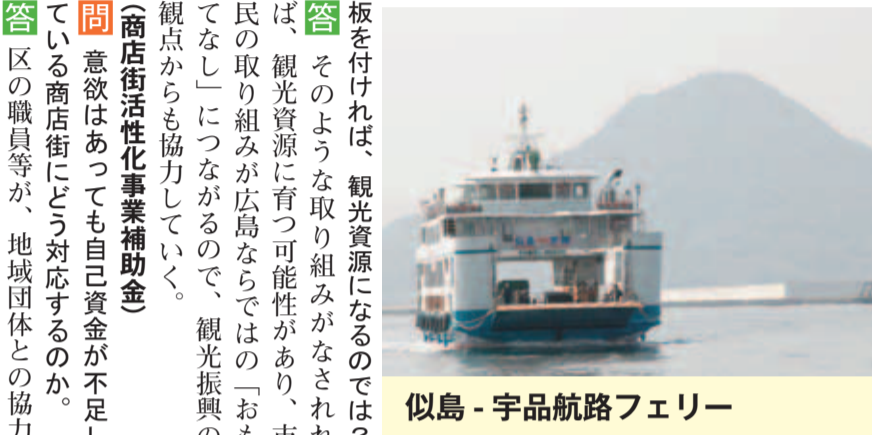 板を付ければ、観光資源になるのでは？
答 そのような取り組みがなされれ
ば、観光資源に育つ可能性があり、市
民の取り組みが広島ならではの「おも
てなし」につながるので、観光振興の
観点からも協力していく。
（商店街活性化事業補助金）
問 意欲はあっても自己資金が不足し
ている商店街にどう対応するのか。
答 区の職員等が、地域団体との協力
似島 - 宇品航路フェリー